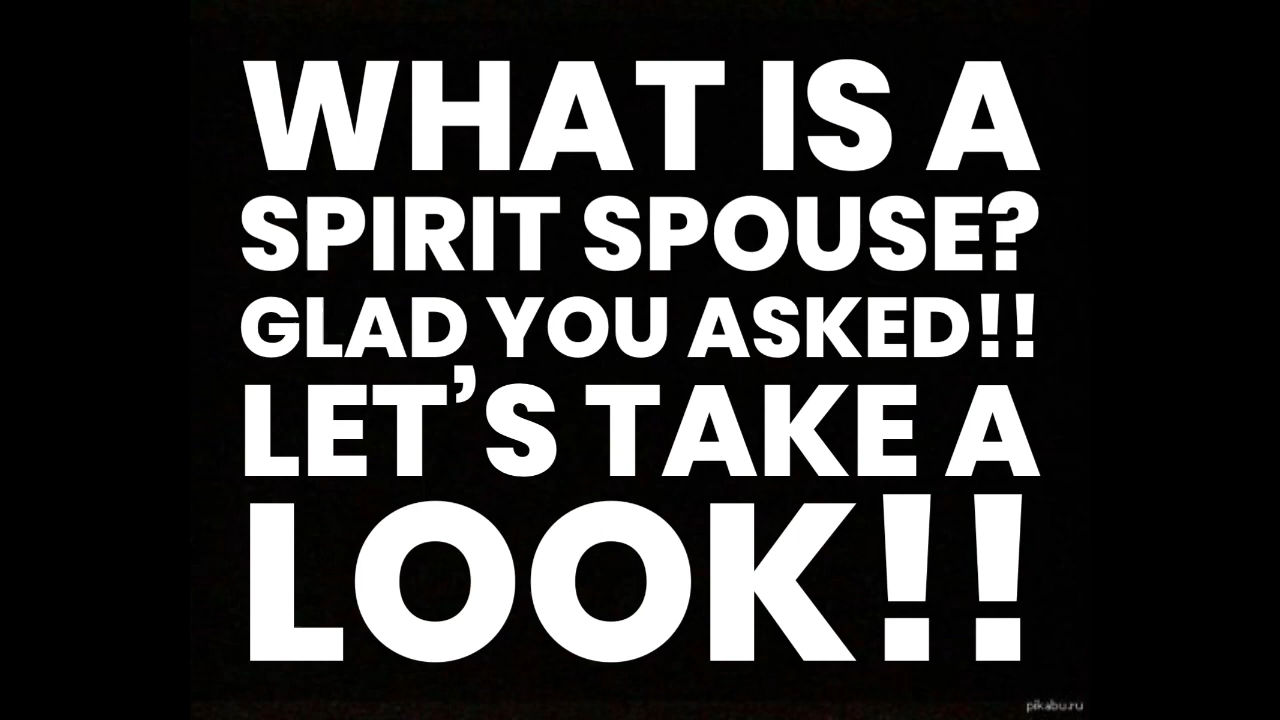 WHAT IS A
SPIRIT SPOUSE?
GLAD YOU ASKED!!
LET’S TAKE A
LOOK!!
pikabu.ru